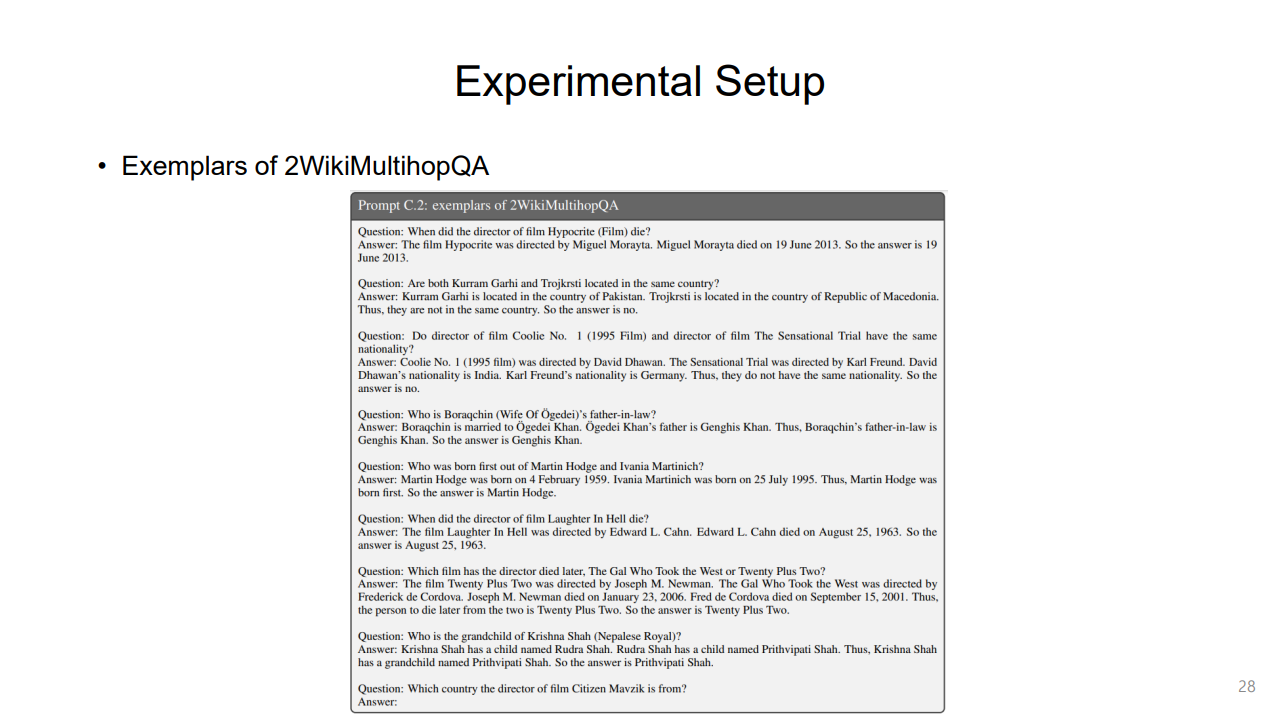 Experimental Setup
• Exemplars of 2WikiMultihopQA
Prompt C.2: exemplars of 2WikiMultihopQA
Question: When did the director of film Hypocrite (Film) die?
Answer: The film Hypocrite was directed by Miguel Morayta. Miguel Morayta died on 19 June 2013. So the answer is 19
June 2013.
Question: Are both Kurram Garhi and Trojkrsti located in the same country?
Answer: Kurram Garhi is located in the country of Pakistan. Trojkrsti is located in the country of Republic of Macedonia.
Thus, they are not in the same country. So the answer is no.
Question: Do director of film Coolie No. 1 (1995 Film) and director of film The Sensational Trial have the same
nationality?
Answer: Coolie No. 1 (1995 film) was directed by David Dhawan. The Sensational Trial was directed by Karl Freund. David
Dhawan's nationality is India. Karl Freund's nationality is Germany. Thus, they do not have the same nationality. So the
answer is no.
Question: Who is Boraqchin (Wife Of Ögedei)'s father-in-law?
Answer: Boraqchin is married to Ögedei Khan. Ögedei Khan's father is Genghis Khan. Thus, Boraqchin's father-in-law is
Genghis Khan. So the answer is Genghis Khan.
Question: Who was born first out of Martin Hodge and Ivania Martinich?
Answer: Martin Hodge was born on 4 February 1959. Ivania Martinich was born on 25 July 1995. Thus, Martin Hodge was
born first. So the answer is Martin Hodge.
Question: When did the director of film Laughter In Hell die?
Answer: The film Laughter In Hell was directed by Edward L. Cahn. Edward L. Cahn died on August 25, 1963. So the
answer is August 25, 1963.
Question: Which film has the director died later, The Gal Who Took the West or Twenty Plus Two?
Answer: The film Twenty Plus Two was directed by Joseph M. Newman. The Gal Who Took the West was directed by
Frederick de Cordova. Joseph M. Newman died on January 23, 2006. Fred de Cordova died on September 15, 2001. Thus,
the person to die later from the two is Twenty Plus Two. So the answer is Twenty Plus Two.
Question: Who is the grandchild of Krishna Shah (Nepalese Royal)?
Answer: Krishna Shah has a child named Rudra Shah. Rudra Shah has a child named Prithvipati Shah. Thus, Krishna Shah
has a grandchild named Prithvipati Shah. So the answer is Prithvipati Shah.
Question: Which country the director of film Citizen Mavzik is from?
Answer:
28